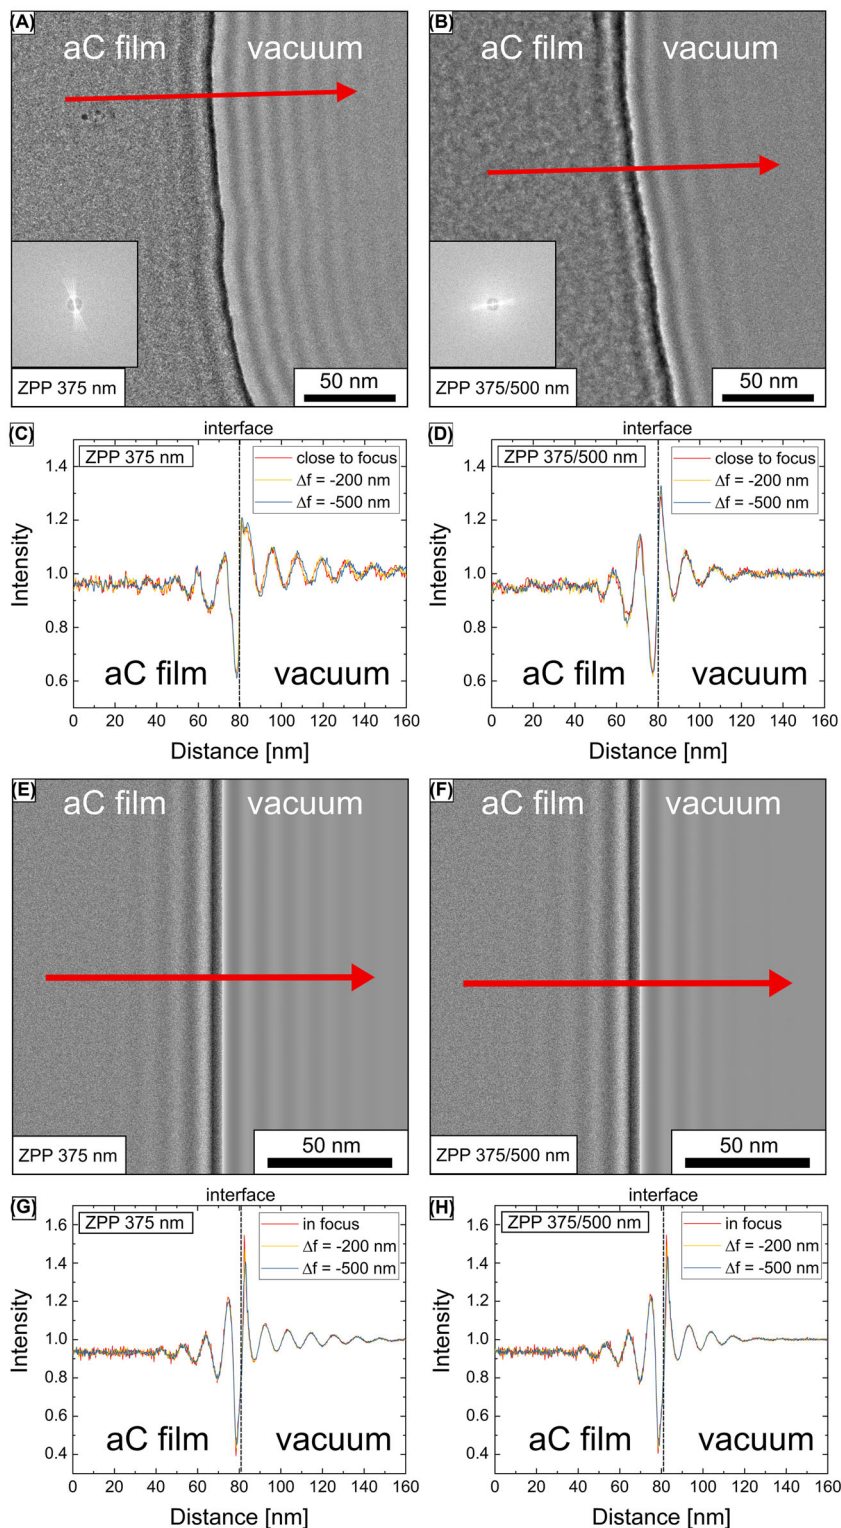 (A)
aC film vacuum
ZPP 375 nm
50 nm
(B)
aC film vacuum
ZPP 375/500 nm
50 nm
(C)
interface
ZPP 375 nm
close to focus
Δf = -200 nm
Δf = -500 nm
1.4
1.2
1.0
0.8
0.6
Intensity
aC film vacuum
0 20 40 60 80 100 120 140 160
Distance [nm]
(D)
interface
ZPP 375/500 nm
close to focus
Δf = -200 nm
Δf = -500 nm
1.4
1.2
1.0
0.8
0.6
Intensity
aC film vacuum
0 20 40 60 80 100 120 140 160
Distance [nm]
(E)
aC film vacuum
ZPP 375 nm
50 nm
(F)
aC film vacuum
ZPP 375/500 nm
50 nm
(G)
interface
ZPP 375 nm
in focus
Δf = -200 nm
Δf = -500 nm
1.6
1.4
1.2
1.0
0.8
0.6
0.4
Intensity
aC film vacuum
0 20 40 60 80 100 120 140 160
Distance [nm]
(H)
interface
ZPP 375/500 nm
in focus
Δf = -200 nm
Δf = -500 nm
1.6
1.4
1.2
1.0
0.8
0.6
0.4
Intensity
aC film vacuum
0 20 40 60 80 100 120 140 160
Distance [nm]